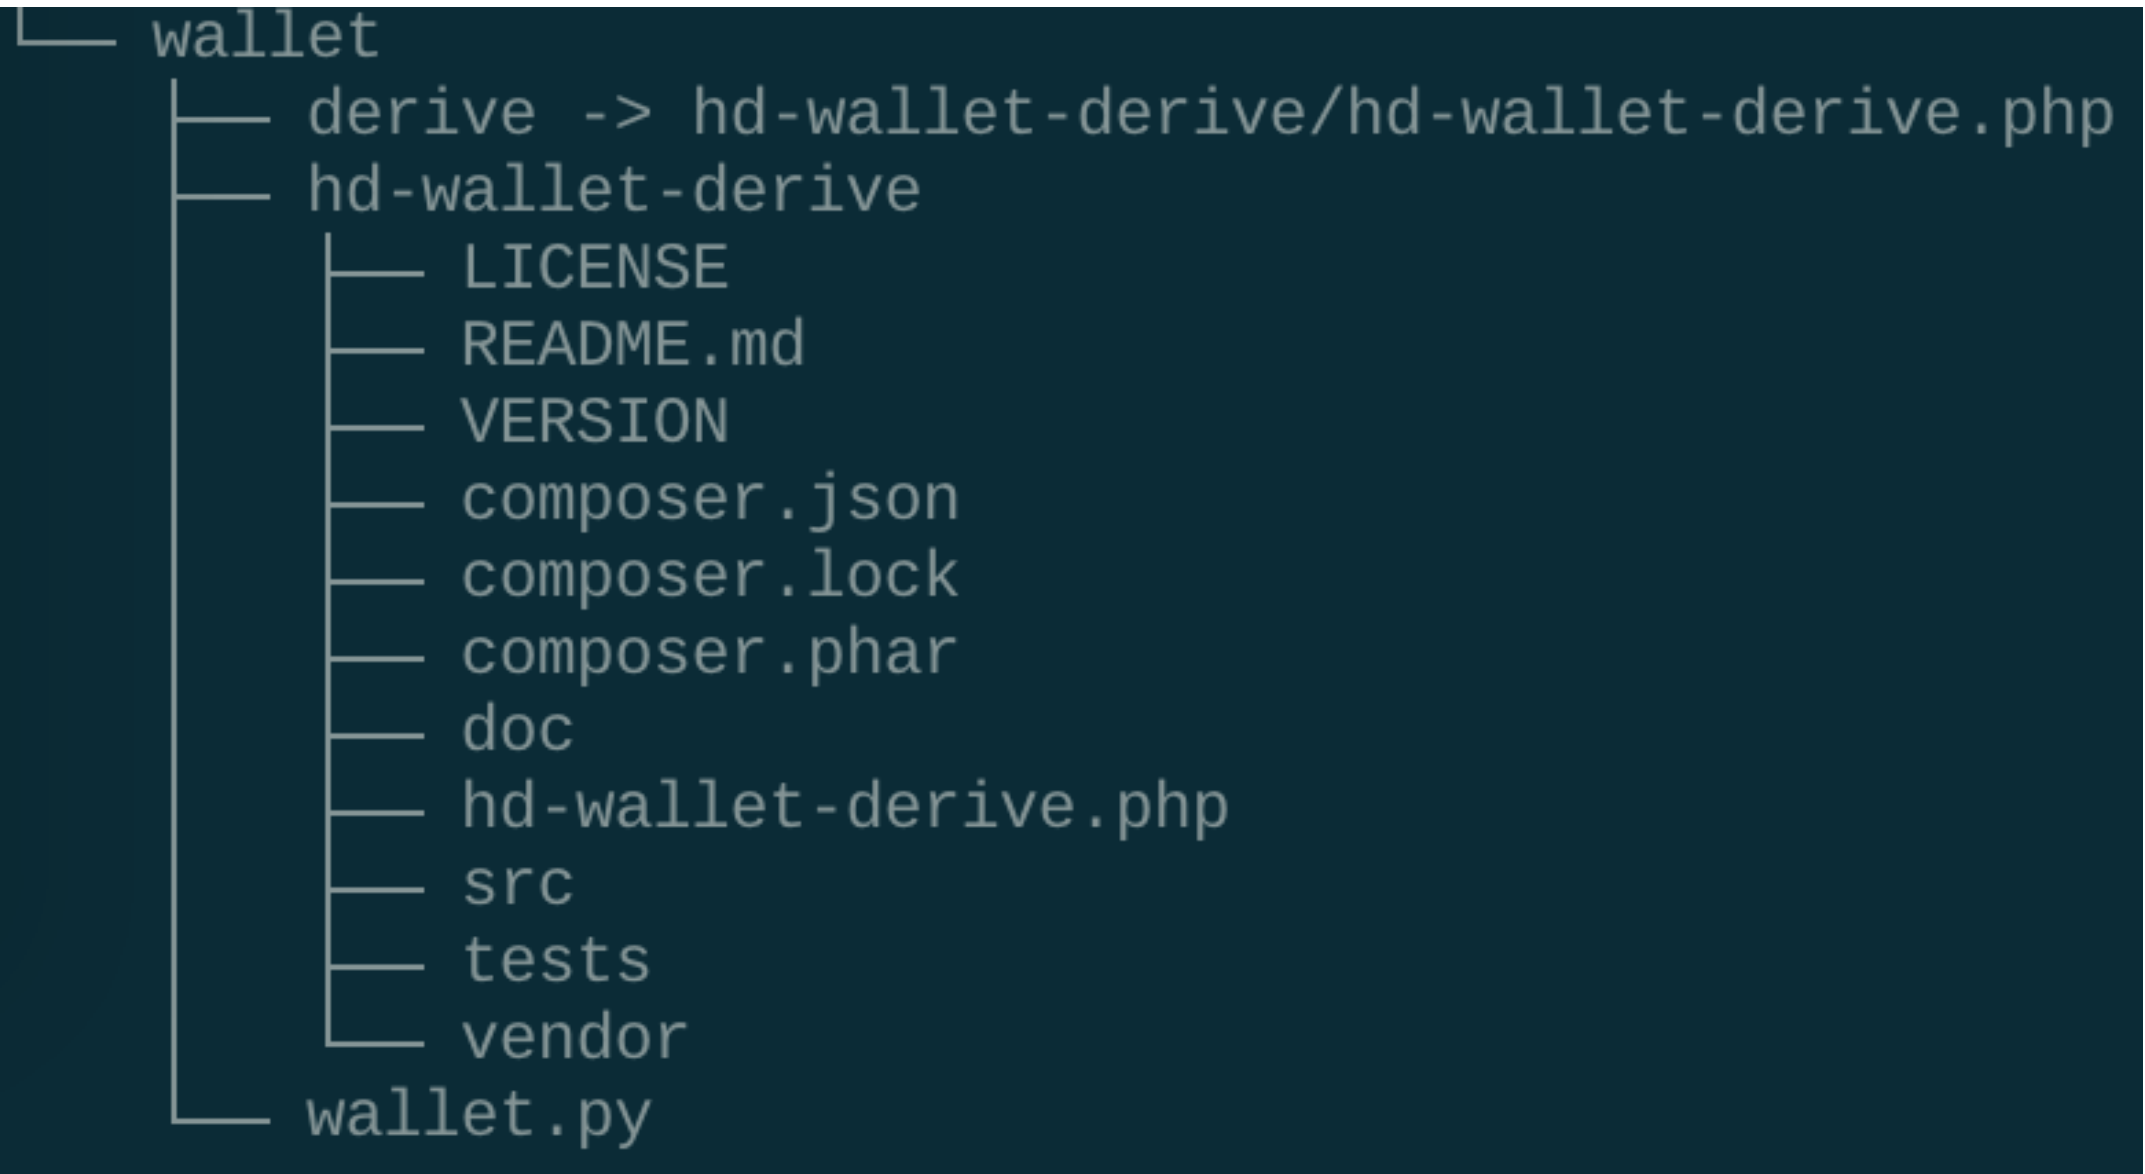 └── wallet
    ├── derive -> hd-wallet-derive/hd-wallet-derive.php
    ├── hd-wallet-derive
    │   ├── LICENSE
    │   ├── README.md
    │   ├── VERSION
    │   ├── composer.json
    │   ├── composer.lock
    │   ├── composer.phar
    │   ├── doc
    │   ├── hd-wallet-derive.php
    │   ├── src
    │   ├── tests
    │   └── vendor
    └── wallet.py